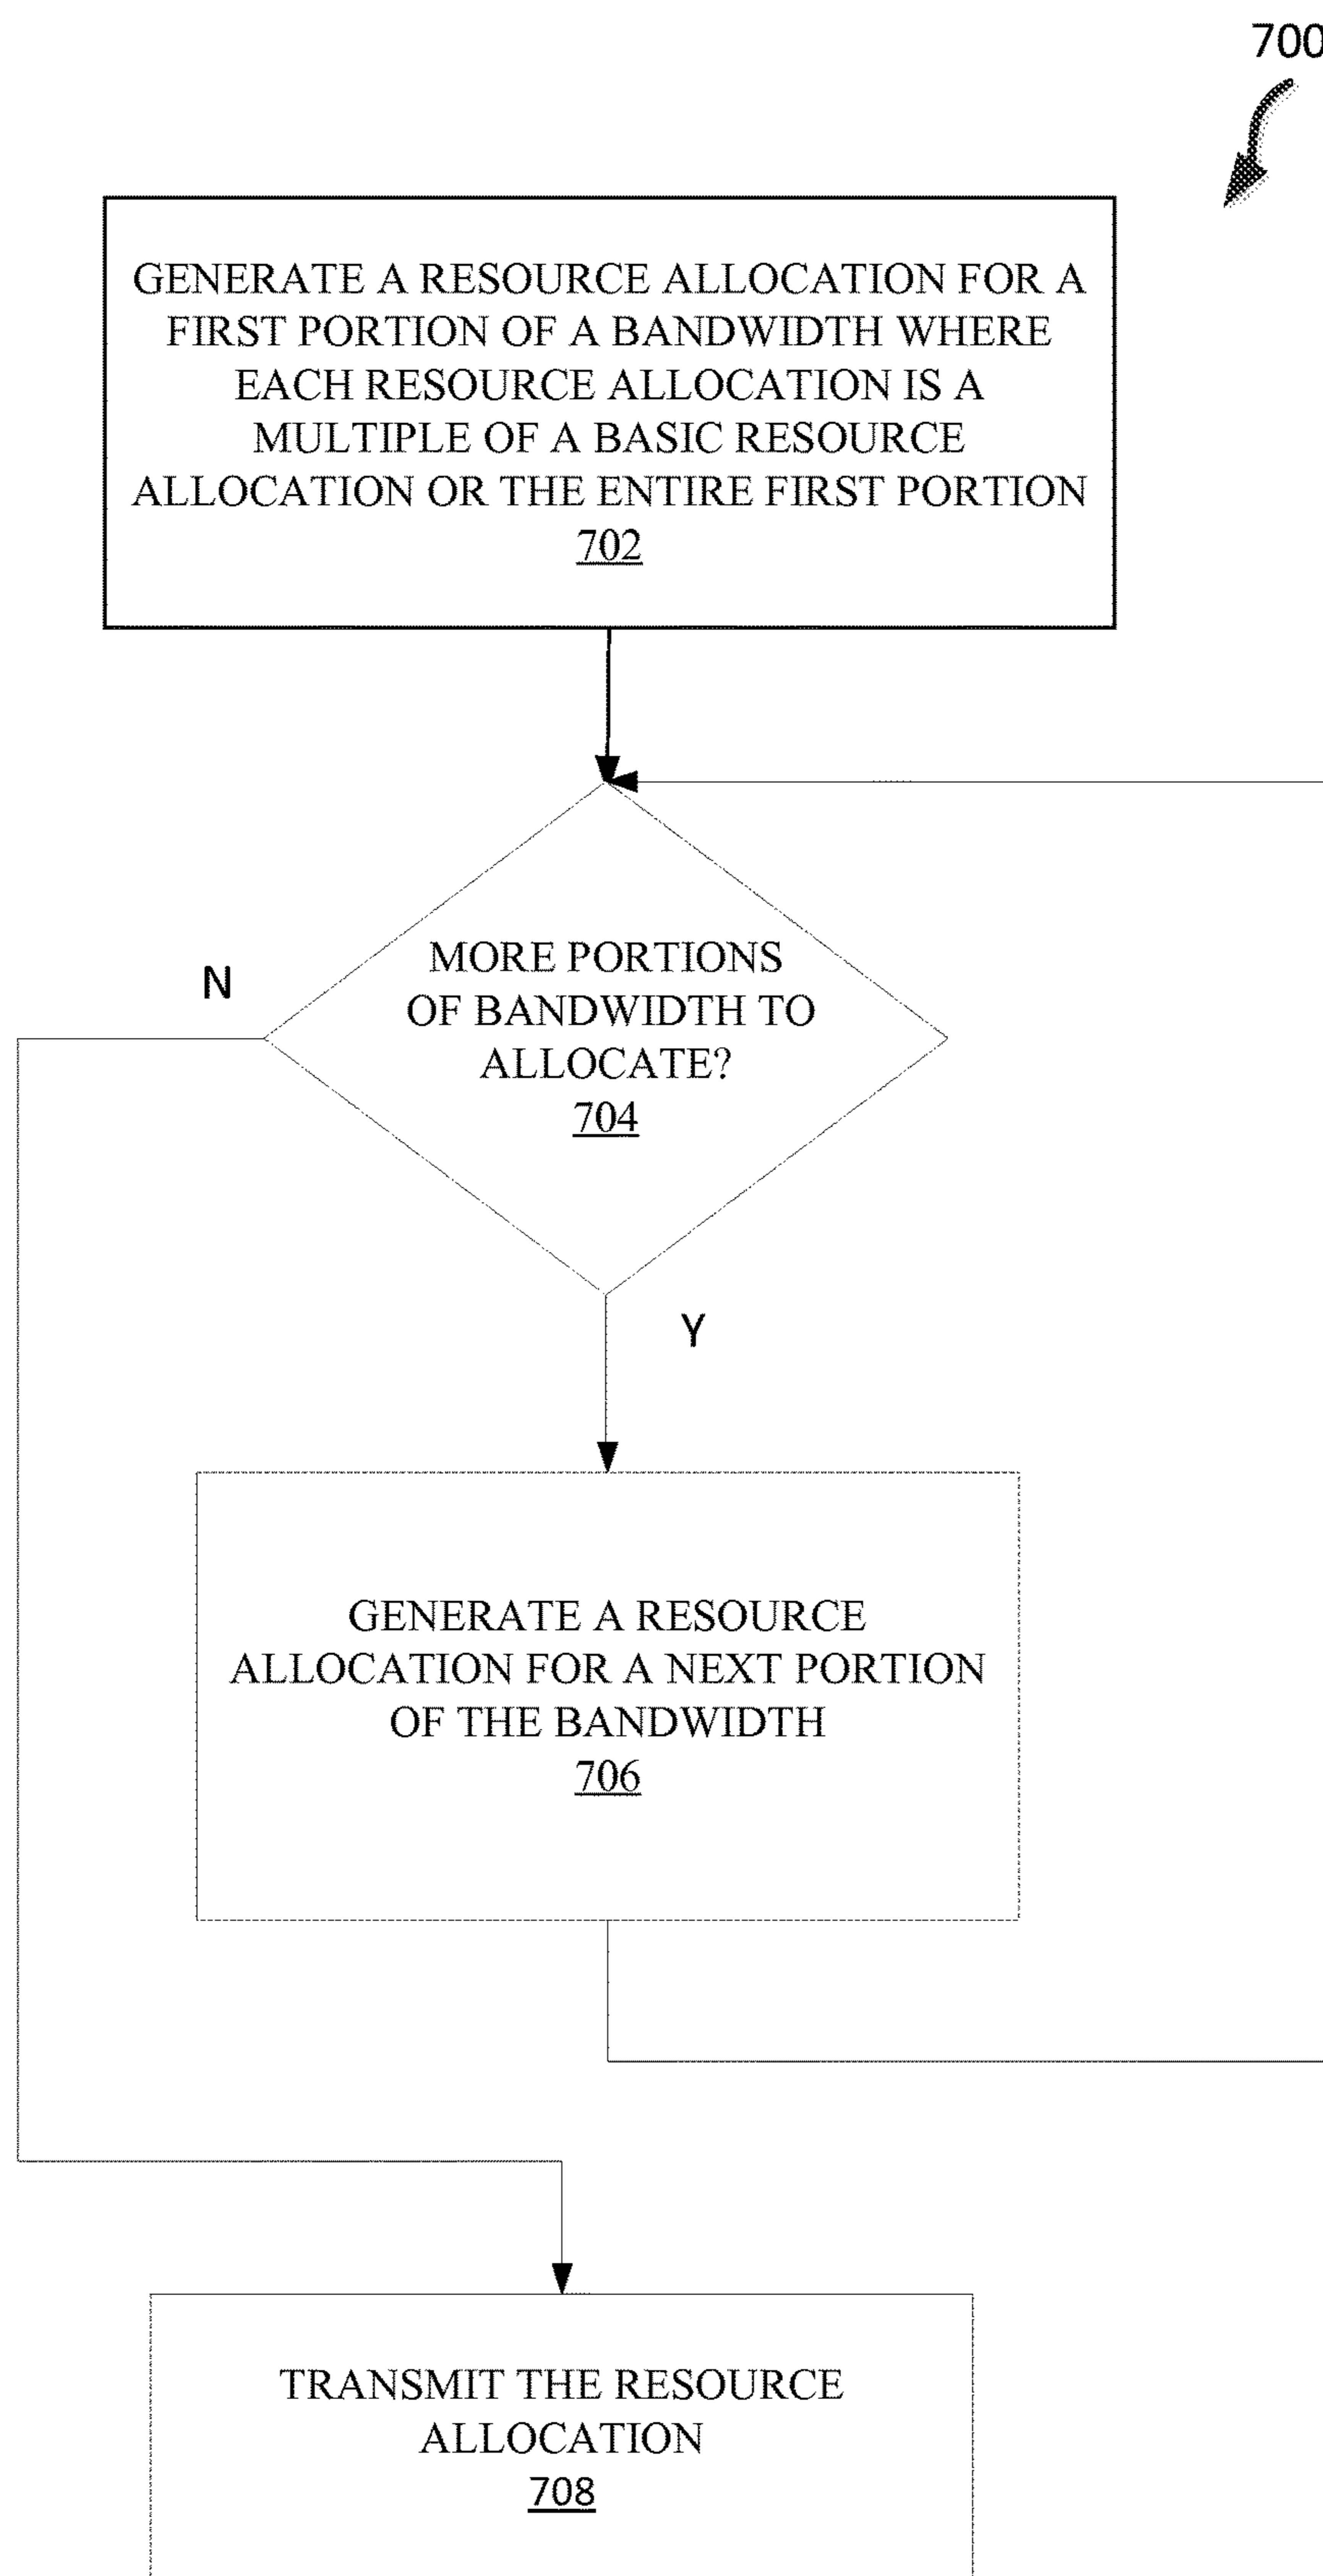 700
GENERATE A RESOURCE ALLOCATION FOR A
FIRST PORTION OF A BANDWIDTH WHERE
EACH RESOURCE ALLOCATION IS A
MULTIPLE OF A BASIC RESOURCE
ALLOCATION OR THE ENTIRE FIRST PORTION
702
MORE PORTIONS
OF BANDWIDTH TO
ALLOCATE?
704
N
Y
GENERATE A RESOURCE
ALLOCATION FOR A NEXT PORTION
OF THE BANDWIDTH
706
TRANSMIT THE RESOURCE
ALLOCATION
708